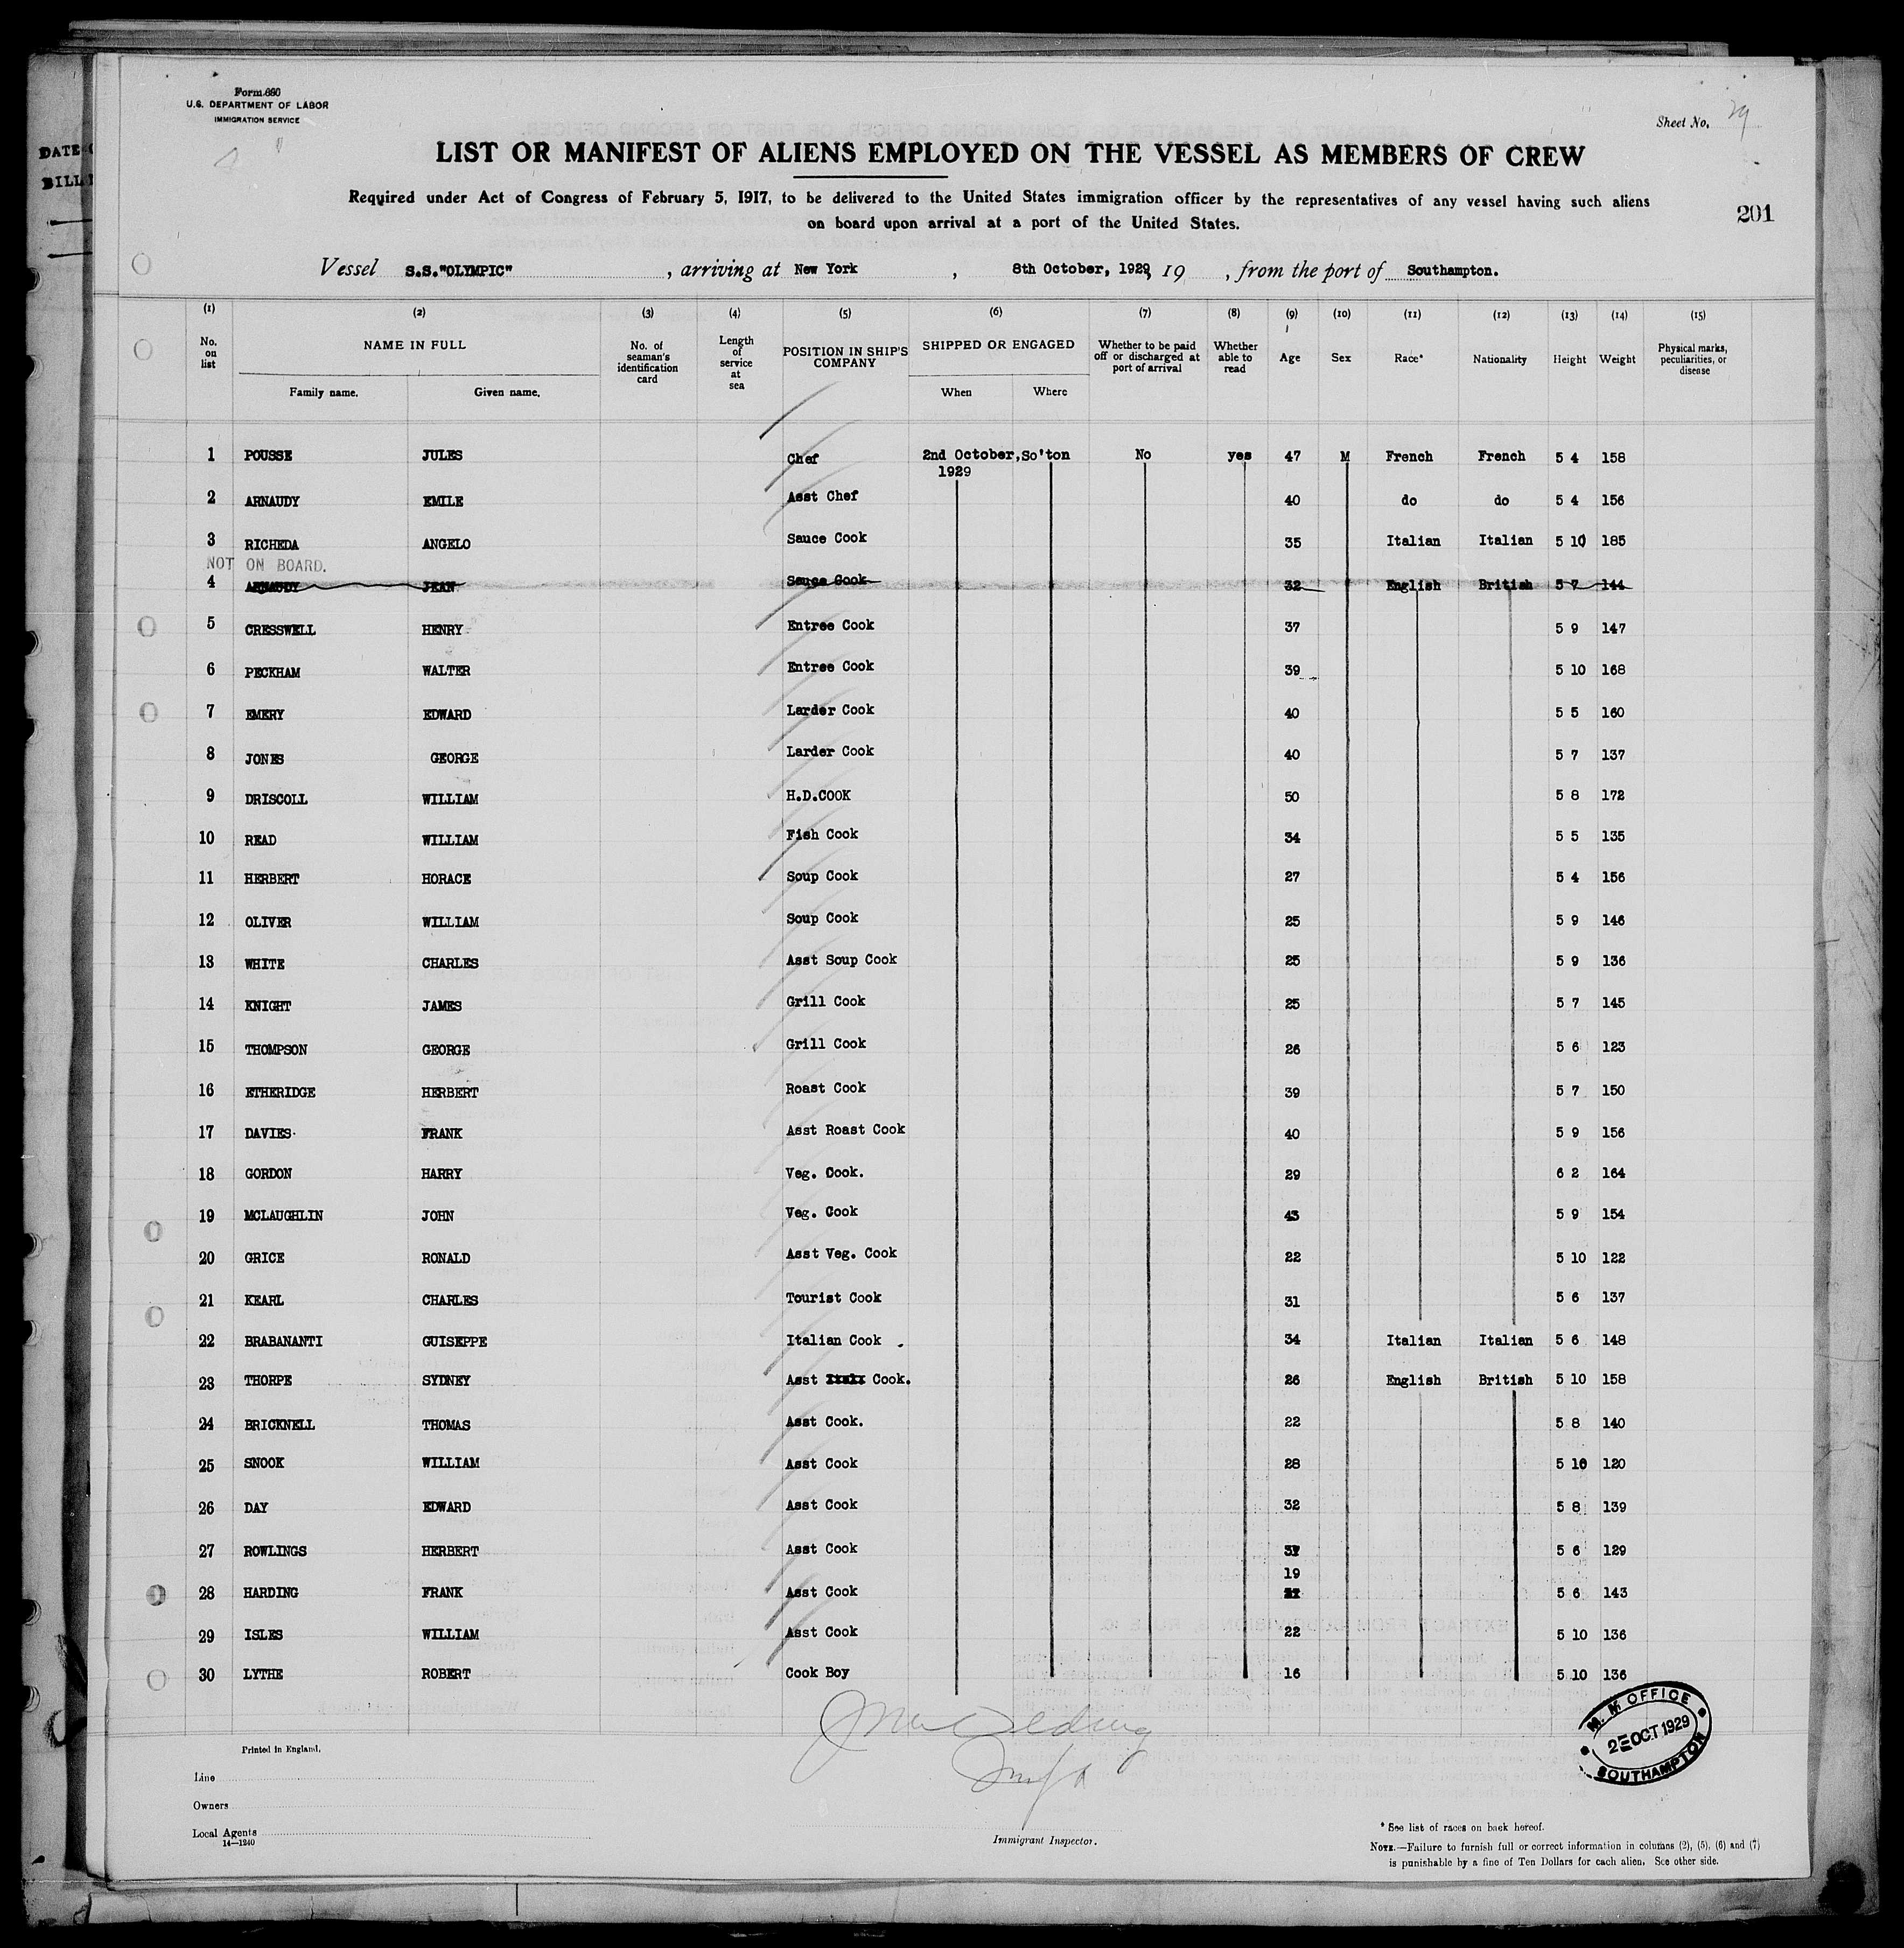 DATE
BILL
Form 680
U.S. DEPARTMENT OF LABOR
IMMIGRATION SERVICE
Sheet No. 29
LIST OR MANIFEST OF ALIENS EMPLOYED ON THE VESSEL AS MEMBERS OF CREW
Required under Act of Congress of February 5, 1917, to be delivered to the United States immigration officer by the representatives of any vessel having such aliens
on board upon arrival at a port of the United States.
201
Vessel S.S."OLYMPIC", arriving at New York, 8th October, 1929, 19 , from the port of Southampton.
(1) (2) (3) (4) (5) (6) (7) (8) (9) (10) (11) (12) (13) (14) (15)
No. on list NAME IN FULL Family name. Given name. No. of seaman's identification card Length of service at sea POSITION IN SHIP'S COMPANY SHIPPED OR ENGAGED When Where Whether to be paid off or discharged at port of arrival Whether able to read Age Sex Race* Nationality Height Weight Physical marks, peculiarities, or disease
1 POUSSE JULES Chef 2nd October, So'ton No yes 47 M French French 5 4 158
1929
2 ARNAUDY EMILE Asst Chef 40 do do 5 4 156
3 RICHEDA ANGELO Sauce Cook 35 Italian Italian 5 10 185
NOT ON BOARD.
4 ARNAUDY JEAN Sauce Cook 32 English British 5 7 144
5 CRESSWELL HENRY Entree Cook 37 5 9 147
6 PECKHAM WALTER Entree Cook 39 5 10 168
7 EMERY EDWARD Larder Cook 40 5 5 160
8 JONES GEORGE Larder Cook 40 5 7 137
9 DRISCOLL WILLIAM H.D.COOK 50 5 8 172
10 READ WILLIAM Fish Cook 34 5 5 135
11 HERBERT HORACE Soup Cook 27 5 4 156
12 OLIVER WILLIAM Soup Cook 25 5 9 146
13 WHITE CHARLES Asst Soup Cook 25 5 9 136
14 KNIGHT JAMES Grill Cook 25 5 7 145
15 THOMPSON GEORGE Grill Cook 26 5 6 123
16 ETHERIDGE HERBERT Roast Cook 39 5 7 150
17 DAVIES FRANK Asst Roast Cook 40 5 9 156
18 GORDON HARRY Veg. Cook. 29 6 2 164
19 MCLAUGHLIN JOHN Veg. Cook 43 5 9 154
20 GRICE RONALD Asst Veg. Cook 22 5 10 122
21 KEARL CHARLES Tourist Cook 31 5 6 137
22 BRABANANTI GUISEPPE Italian Cook . 34 Italian Italian 5 6 148
23 THORPE SYDNEY Asst Cook. 26 English British 5 10 158
24 BRICKNELL THOMAS Asst Cook. 22 5 8 140
25 SNOOK WILLIAM Asst Cook 28 5 10 120
26 DAY EDWARD Asst Cook 32 5 8 139
27 ROWLINGS HERBERT Asst Cook 5 6 129
19
28 HARDING FRANK Asst Cook 21 5 6 143
29 ISLES WILLIAM Asst Cook 22 5 10 136
30 LYTHE ROBERT Cook Boy 16 5 10 136
M. M. OFFICE
2 OCT 1929
SOUTHAMPTON
Printed in England.
Line
Owners
Local Agents
14—1240
Immigrant Inspector.
* See list of races on back hereof.
NOTE.—Failure to furnish full or correct information in columns (2), (5), (6) and (7)
is punishable by a fine of Ten Dollars for each alien. See other side.